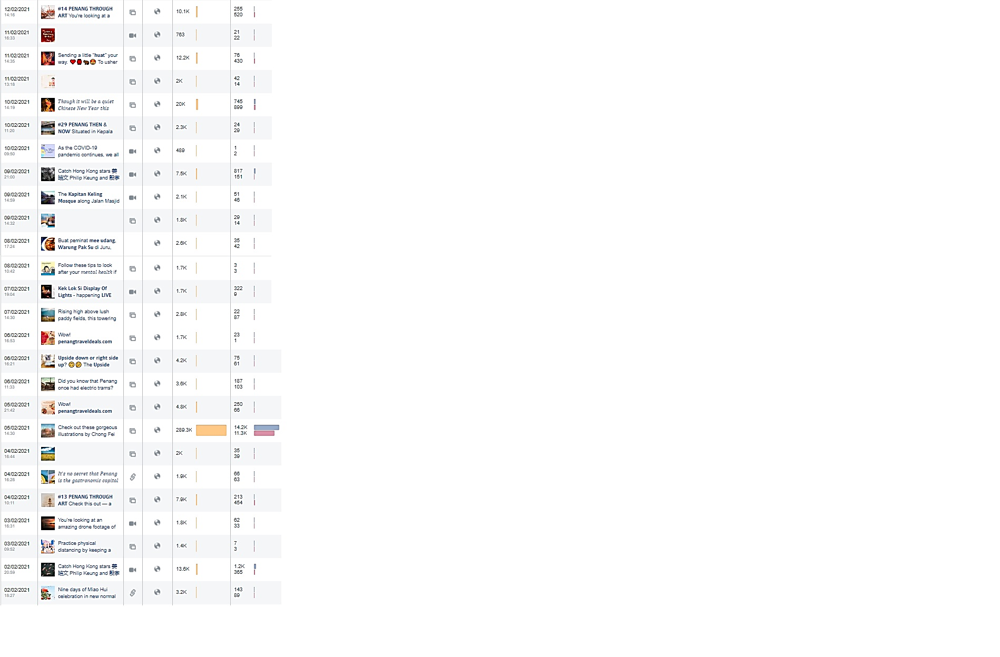 12/02/2021
14:16
#14 PENANG THROUGH
ART You're looking at a
10.1K
255
520
11/02/2021
16:33
763
21
22
11/02/2021
14:35
Sending a little "huat" your
way. ❤️ To usher
12.2K
76
430
11/02/2021
13:18
2K
42
14
10/02/2021
14:19
Though it will be a quiet
Chinese New Year this
20K
745
899
10/02/2021
11:20
#29 PENANG THEN &
NOW Situated in Kepala
2.3K
24
29
10/02/2021
09:50
As the COVID-19
pandemic continues, we all
489
1
2
09/02/2021
21:00
Catch Hong Kong stars 姜
皓文 Philip Keung and 殷寧
7.5K
817
151
09/02/2021
14:59
The Kapitan Keling
Mosque along Jalan Masjid
2.1K
51
46
09/02/2021
14:32
1.8K
29
14
08/02/2021
17:24
Buat peminat mee udang,
Warung Pak Su di Juru,
2.6K
35
42
08/02/2021
10:42
Follow these tips to look
after your mental health if
1.7K
3
3
07/02/2021
19:04
Kek Lok Si Display Of
Lights - happening LIVE
1.7K
322
9
07/02/2021
14:30
Rising high above lush
paddy fields, this towering
2.8K
22
87
06/02/2021
16:53
Wow!
penangtraveldeals.com
1.7K
23
1
06/02/2021
16:21
Upside down or right side
up? 🙃🤔 The Upside
4.2K
75
61
06/02/2021
11:33
Did you know that Penang
once had electric trams?
3.6K
187
103
05/02/2021
21:42
Wow!
penangtraveldeals.com
4.8K
250
66
05/02/2021
14:30
Check out these gorgeous
illustrations by Chong Fei
289.3K
14.2K
11.3K
04/02/2021
16:44
2K
35
39
04/02/2021
16:28
It's no secret that Penang
is the gastronomic capital
1.9K
66
63
04/02/2021
10:11
#13 PENANG THROUGH
ART Check this out — a
7.9K
213
454
03/02/2021
16:31
You're looking at an
amazing drone footage of
1.8K
62
33
03/02/2021
09:52
Practice physical
distancing by keeping a
1.4K
7
3
02/02/2021
20:59
Catch Hong Kong stars 姜
皓文 Philip Keung and 殷寧
13.6K
1.2K
365
02/02/2021
18:27
Nine days of Miao Hui
celebration in new normal
3.2K
143
89